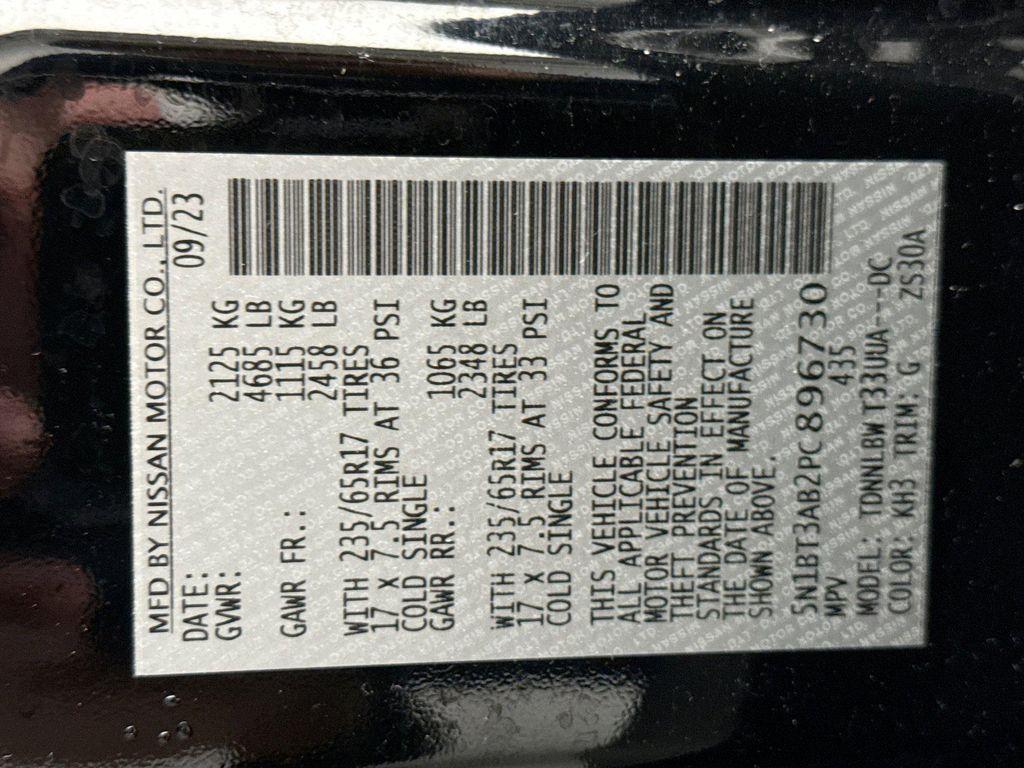 MFD BY NISSAN MOTOR CO., LTD.
DATE: 09/23
GVWR: 2125 KG
4685 LB
GAWR FR.: 1115 KG
2458 LB
WITH 235/65R17 TIRES
17 X 7.5 RIMS AT 36 PSI
COLD SINGLE
GAWR RR.: 1065 KG
2348 LB
WITH 235/65R17 TIRES
17 X 7.5 RIMS AT 33 PSI
COLD SINGLE
THIS VEHICLE CONFORMS TO
ALL APPLICABLE FEDERAL
MOTOR VEHICLE SAFETY AND
THEFT PREVENTION
STANDARDS IN EFFECT ON
THE DATE OF MANUFACTURE
SHOWN ABOVE.
5N1BT3AB2PC896730
MPV 435
MODEL: TDNNLBWT33UUUA---DC
COLOR: KH3 TRIM: G ZS30A